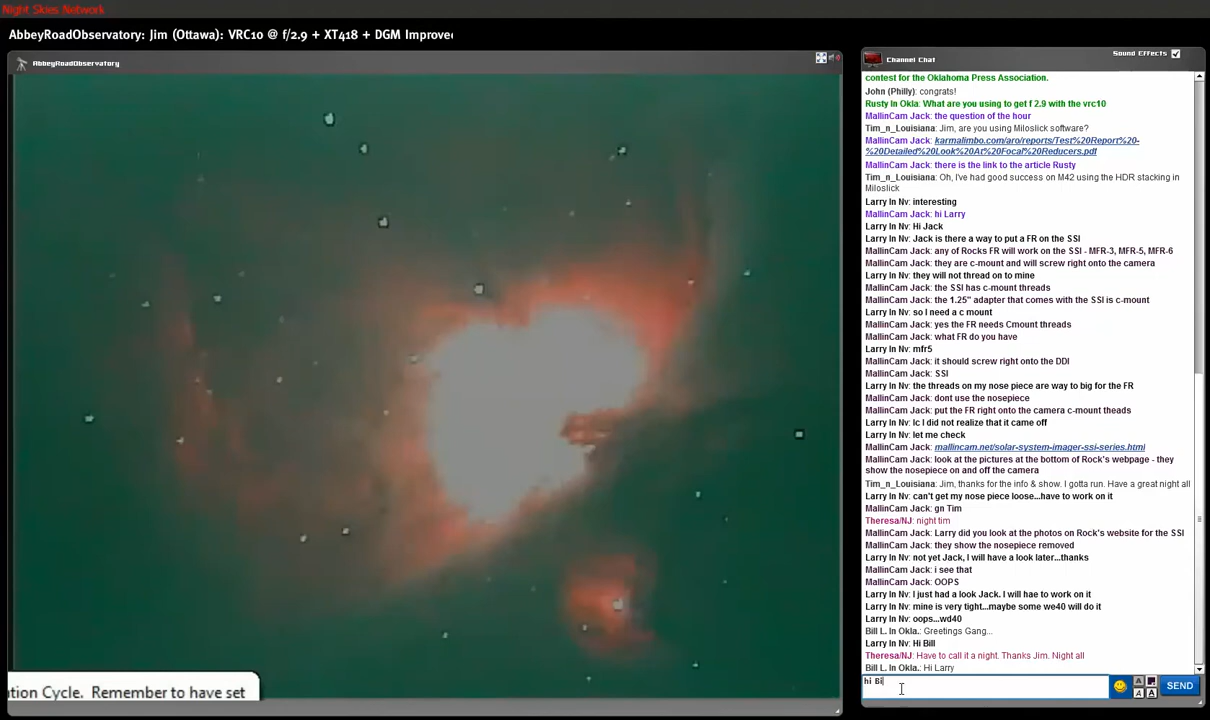 Night Skies Network
AbbeyRoadObservatory: Jim (Ottawa): VRC10 @ f/2.9 + XT418 + DGM Improve
AbbeyRoadObservatory
Sound Effects
Channel Chat
contest for the Oklahoma Press Association.
John (Philly): congrats!
Rusty In Okla: What are you using to get f 2.9 with the vrc10
MallinCam Jack: the question of the hour
Tim_n_Louisiana: Jim, are you using Miloslick software?
MallinCam Jack: karmalimbo.com/aro/reports/Test%20Report%20-
%20Detailed%20Look%20At%20Focal%20Reducers.pdf
MallinCam Jack: there is the link to the article Rusty
Tim_n_Louisiana: Oh, I've had good success on M42 using the HDR stacking in
Miloslick
Larry In Nv: interesting
MallinCam Jack: hi Larry
Larry In Nv: Hi Jack
Larry In Nv: Jack is there a way to put a FR on the SSI
MallinCam Jack: any of Rocks FR will work on the SSI - MFR-3, MFR-5, MFR-6
MallinCam Jack: they are c-mount and will screw right onto the camera
Larry In Nv: they will not thread on to mine
MallinCam Jack: the SSI has c-mount threads
MallinCam Jack: the 1.25" adapter that comes with the SSI is c-mount
Larry In Nv: so I need a c mount
MallinCam Jack: yes the FR needs Cmount threads
MallinCam Jack: what FR do you have
Larry In Nv: mfr5
MallinCam Jack: it should screw right onto the DDI
MallinCam Jack: SSI
Larry In Nv: the threads on my nose piece are way to big for the FR
MallinCam Jack: dont use the nosepiece
MallinCam Jack: put the FR right onto the camera c-mount theads
Larry In Nv: Ic I did not realize that it came off
Larry In Nv: let me check
MallinCam Jack: mallincam.net/solar-system-imager-ssi-series.html
MallinCam Jack: look at the pictures at the bottom of Rock's webpage - they
show the nosepiece on and off the camera
Tim_n_Louisiana: Jim, thanks for the info & show. I gotta run. Have a great night all
Larry In Nv: can't get my nose piece loose...have to work on it
MallinCam Jack: gn Tim
Theresa/NJ: night tim
MallinCam Jack: Larry did you look at the photos on Rock's website for the SSI
MallinCam Jack: they show the nosepiece removed
Larry In Nv: not yet Jack, I will have a look later...thanks
MallinCam Jack: i see that
MallinCam Jack: OOPS
Larry In Nv: I just had a look Jack. I will hae to work on it
Larry In Nv: mine is very tight...maybe some we40 will do it
Larry In Nv: oops...wd40
Bill L. In Okla.: Greetings Gang...
Larry In Nv: Hi Bill
Theresa/NJ: Have to call it a night. Thanks Jim. Night all
Bill L. In Okla.: Hi Larry
hi Bi
A
A A
SEND
tion Cycle. Remember to have set